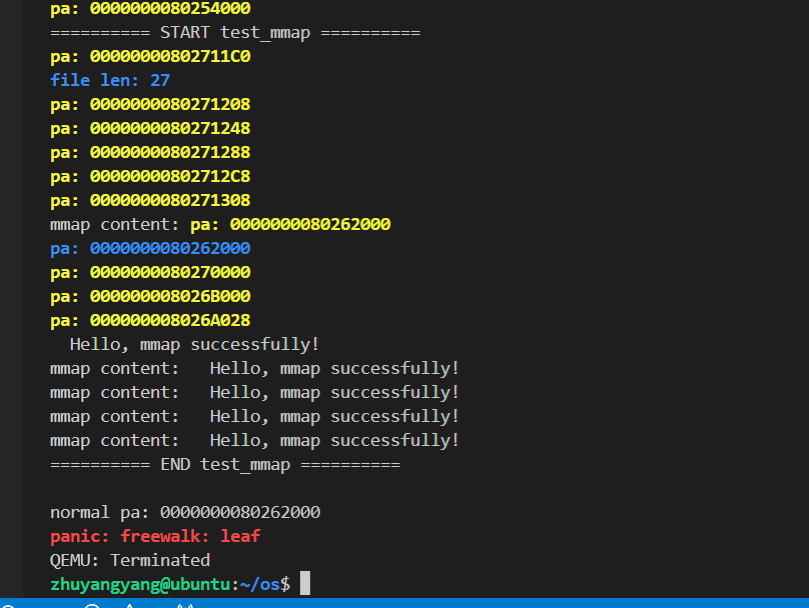 pa: 0000000080254000
========== START test_mmap ==========
pa: 00000000802711C0
file len: 27
pa: 0000000080271208
pa: 0000000080271248
pa: 0000000080271288
pa: 00000000802712C8
pa: 0000000080271308
mmap content: pa: 0000000080262000
pa: 0000000080262000
pa: 0000000080270000
pa: 000000008026B000
pa: 000000008026A028
  Hello, mmap successfully!
mmap content:   Hello, mmap successfully!
mmap content:   Hello, mmap successfully!
mmap content:   Hello, mmap successfully!
mmap content:   Hello, mmap successfully!
========== END test_mmap ==========

normal pa: 0000000080262000
panic: freewalk: leaf
QEMU: Terminated
zhuyangyang@ubuntu:~/os$